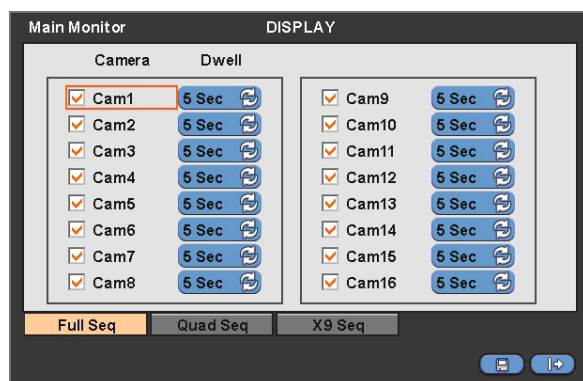 Main Monitor DISPLAY
Camera Dwell
Cam1 5 Sec Cam9 5 Sec
Cam2 5 Sec Cam10 5 Sec
Cam3 5 Sec Cam11 5 Sec
Cam4 5 Sec Cam12 5 Sec
Cam5 5 Sec Cam13 5 Sec
Cam6 5 Sec Cam14 5 Sec
Cam7 5 Sec Cam15 5 Sec
Cam8 5 Sec Cam16 5 Sec
Full Seq Quad Seq X9 Seq